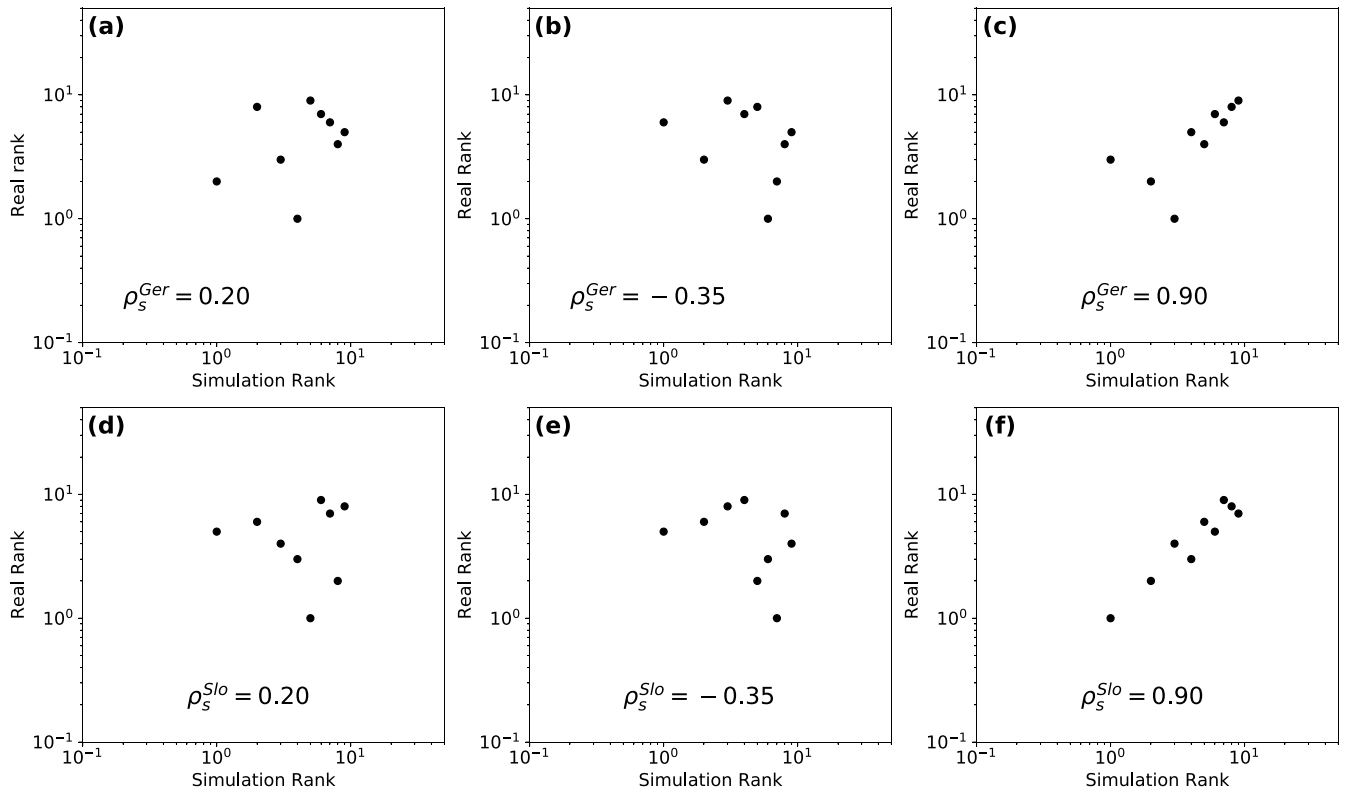 (a)
Real rank
10^1
10^0
10^-1
ρ_s^Ger = 0.20
10^-1 10^0 10^1
Simulation Rank
(b)
Real Rank
10^1
10^0
10^-1
ρ_s^Ger = −0.35
10^-1 10^0 10^1
Simulation Rank
(c)
Real Rank
10^1
10^0
10^-1
ρ_s^Ger = 0.90
10^-1 10^0 10^1
Simulation Rank
(d)
Real Rank
10^1
10^0
10^-1
ρ_s^Slo = 0.20
10^-1 10^0 10^1
Simulation Rank
(e)
Real Rank
10^1
10^0
10^-1
ρ_s^Slo = −0.35
10^-1 10^0 10^1
Simulation Rank
(f)
Real Rank
10^1
10^0
10^-1
ρ_s^Slo = 0.90
10^-1 10^0 10^1
Simulation Rank